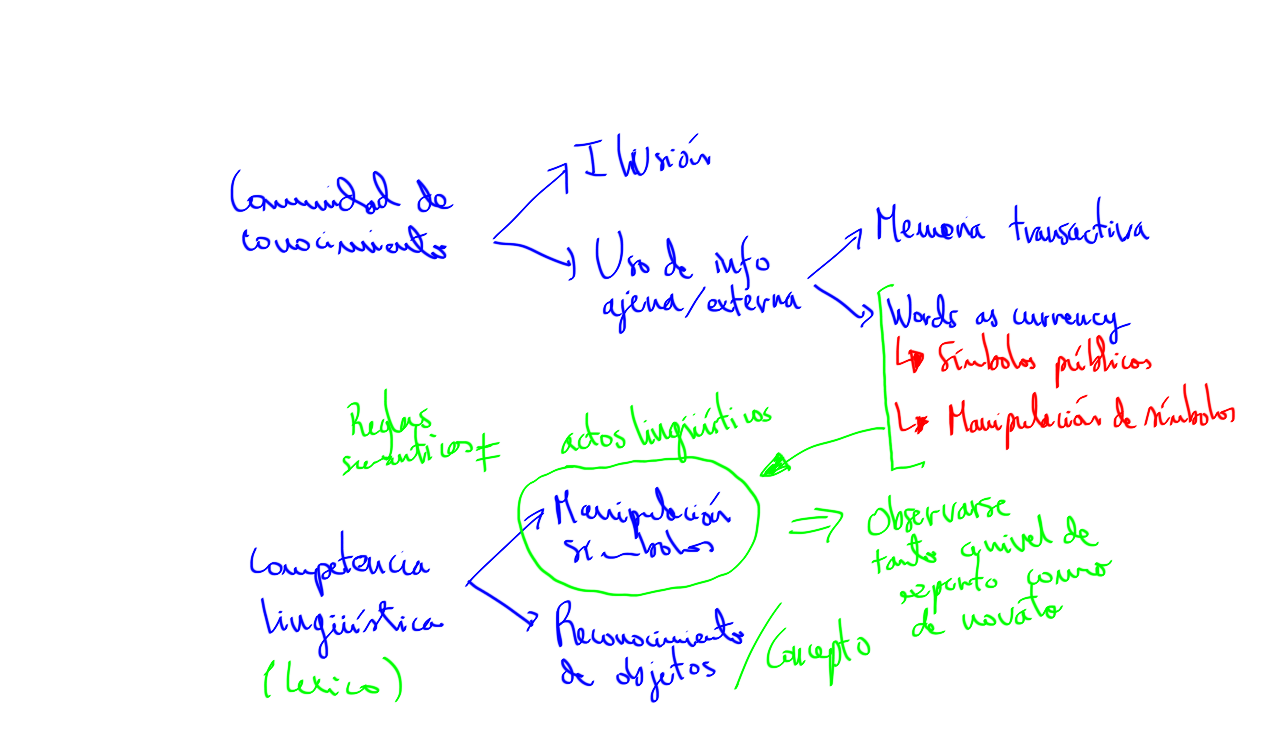 Comunidad de
conocimiento
Ilusión
Uso de info
ajena/externa
Memoria transactiva
Words as currency
↳ Símbolos públicos
↳ Manipulación de símbolos
Reglas
semánticas ≠
actos lingüísticos
Competencia
lingüística
(léxico)
Manipulación
símbolos
Reconocimiento
de objetos
/ Concepto
⇒ Observarse
tanto a nivel de
experto como
de novato